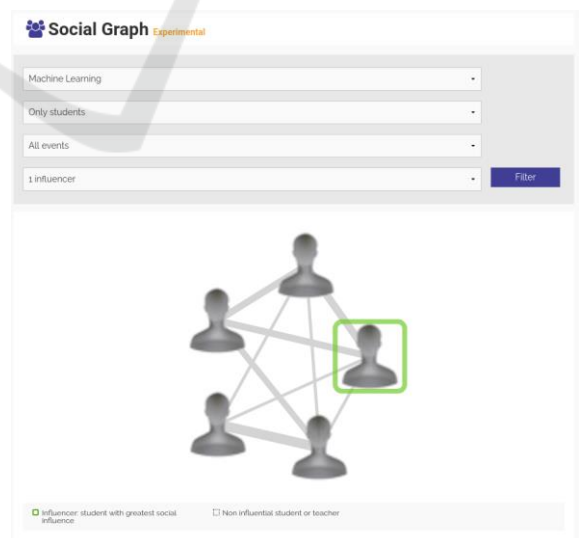 Social Graph Experimental
Machine Learning
Only students
All events
1 influencer
Filter
Influencer: student with greatest social
influence
Non influential student or teacher